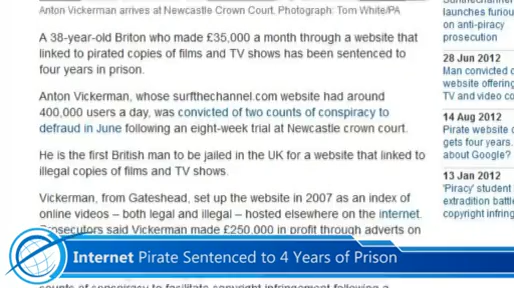 Anton Vickerman arrives at Newcastle Crown Court. Photograph: Tom White/PA
A 38-year-old Briton who made £35,000 a month through a website that
linked to pirated copies of films and TV shows has been sentenced to
four years in prison.
Anton Vickerman, whose surfthechannel.com website had around
400,000 users a day, was convicted of two counts of conspiracy to
defraud in June following an eight-week trial at Newcastle crown court.
He is the first British man to be jailed in the UK for a website that linked to
illegal copies of films and TV shows.
Vickerman, from Gateshead, set up the website in 2007 as an index of
online videos – both legal and illegal – hosted elsewhere on the internet.
Prosecutors said Vickerman made £250,000 in profit through adverts on
counts of conspiracy to facilitate copyright infringement following a
launches furiou
on anti-piracy
prosecution
28 Jun 2012
Man convicted o
website offering
TV and video co
14 Aug 2012
Pirate website o
gets four years.
about Google?
13 Jan 2012
'Piracy' student l
extradition battle
copyright infring
Internet Pirate Sentenced to 4 Years of Prison